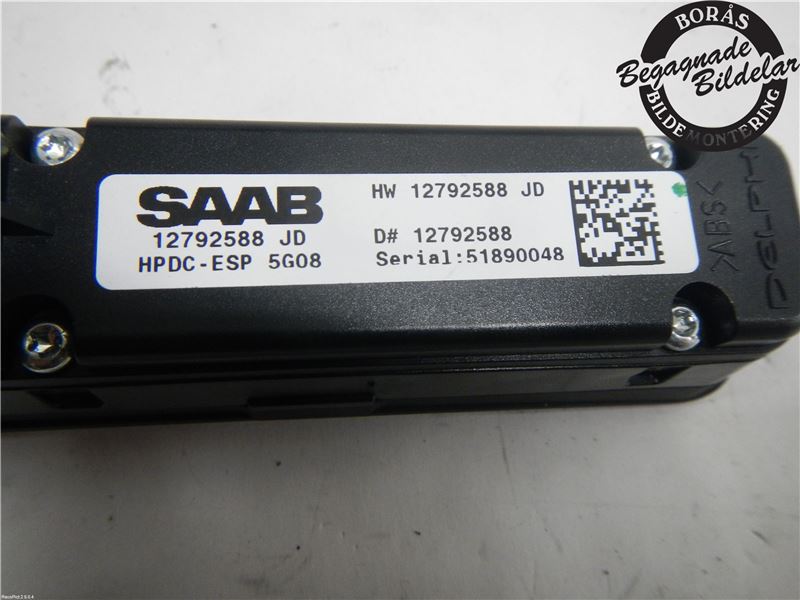 BORÅS
Begagnade
Bildelar
BILDEMONTERING
SAAB
12792588 JD
HPDC-ESP 5G08
HW 12792588 JD
D# 12792588
Serial:51890048
>ABS<
DELPHI